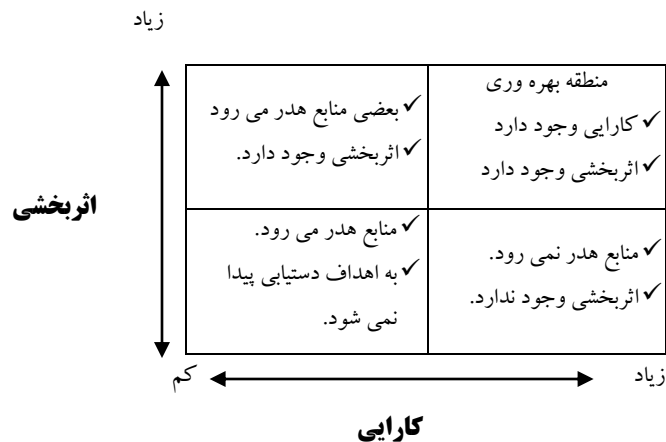 زیاد
منطقه بهره وری
✓ کارایی وجود دارد
✓ اثربخشی وجود دارد
✓ بعضی منابع هدر می رود
✓ اثربخشی وجود دارد.
اثربخشی
✓ منابع هدر نمی رود.
✓ اثربخشی وجود ندارد.
✓ منابع هدر می رود.
✓ به اهداف دستیابی پیدا
نمی شود.
زیاد
کم
کارایی